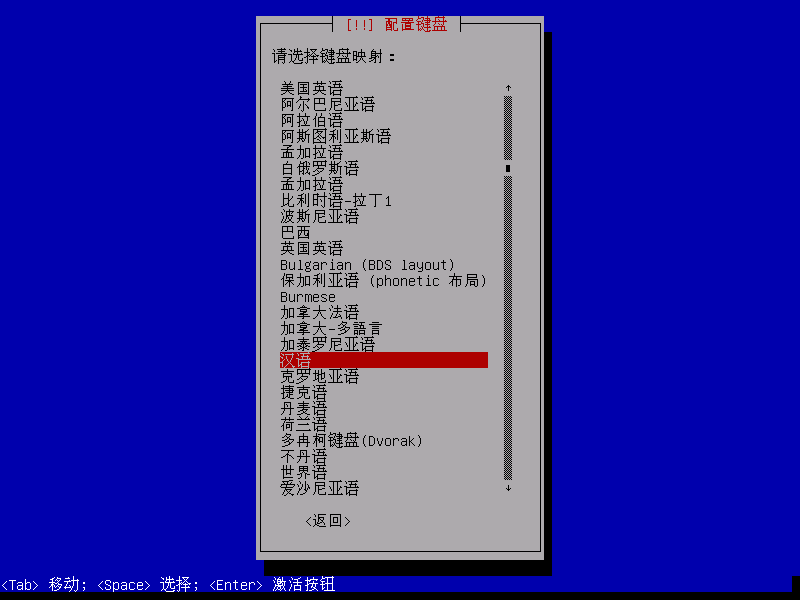 [!!] 配置键盘
请选择键盘映射：
美国英语
阿尔巴尼亚语
阿拉伯语
阿斯图利亚斯语
孟加拉语
白俄罗斯语
孟加拉语
比利时语-拉丁1
波斯尼亚语
巴西
英国英语
Bulgarian (BDS layout)
保加利亚语 (phonetic 布局)
Burmese
加拿大法语
加拿大-多語言
加泰罗尼亚语
汉语
克罗地亚语
捷克语
丹麦语
荷兰语
多冉柯键盘(Dvorak)
不丹语
世界语
爱沙尼亚语
<返回>
<Tab> 移动; <Space> 选择; <Enter> 激活按钮